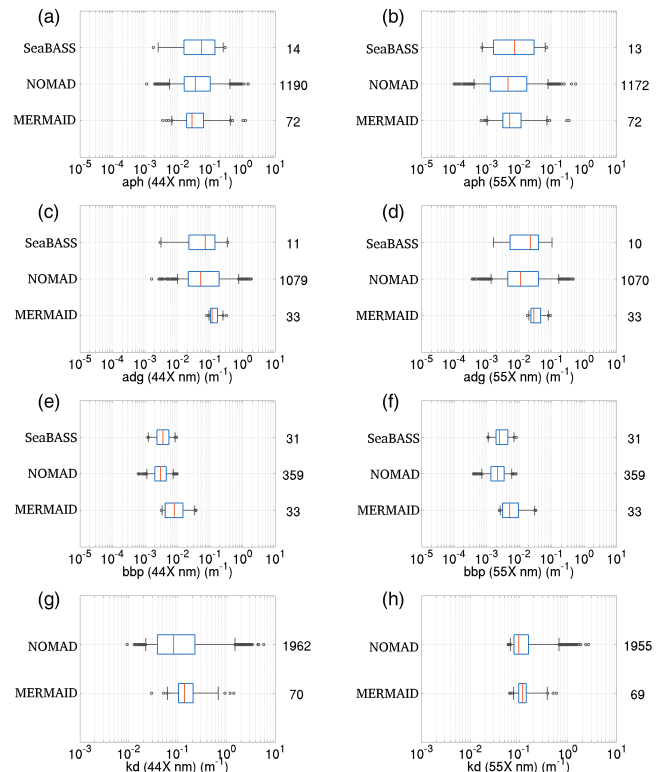 (a) (b)
SeaBASS 14 SeaBASS 13
NOMAD 1190 NOMAD 1172
MERMAID 72 MERMAID 72
10^-5 10^-4 10^-3 10^-2 10^-1 10^0 10^1 10^-5 10^-4 10^-3 10^-2 10^-1 10^0 10^1
aph (44X nm) (m^-1) aph (55X nm) (m^-1)
(c) (d)
SeaBASS 11 SeaBASS 10
NOMAD 1079 NOMAD 1070
MERMAID 33 MERMAID 33
10^-5 10^-4 10^-3 10^-2 10^-1 10^0 10^1 10^-5 10^-4 10^-3 10^-2 10^-1 10^0 10^1
adg (44X nm) (m^-1) adg (55X nm) (m^-1)
(e) (f)
SeaBASS 31 SeaBASS 31
NOMAD 359 NOMAD 359
MERMAID 33 MERMAID 33
10^-5 10^-4 10^-3 10^-2 10^-1 10^0 10^1 10^-5 10^-4 10^-3 10^-2 10^-1 10^0 10^1
bbp (44X nm) (m^-1) bbp (55X nm) (m^-1)
(g) (h)
NOMAD 1962 NOMAD 1955
MERMAID 70 MERMAID 69
10^-3 10^-2 10^-1 10^0 10^1 10^-3 10^-2 10^-1 10^0 10^1
kd (44X nm) (m^-1) kd (55X nm) (m^-1)